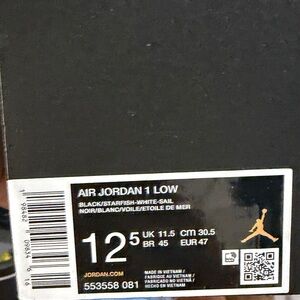 AIR JORDAN 1 LOW
BLACK/STARFISH-WHITE-SAIL
NOIR/BLANC/VOILE/ETOILE DE MER
12.5 UK 11.5 CM 30.5
BR 45 EUR 47
JORDAN.COM
553558 081
MADE IN VIETNAM /
FABRIQUÉ AU VIETNAM /
FABRICADO NO VIETNÃ /
HECHO EN VIETNAM